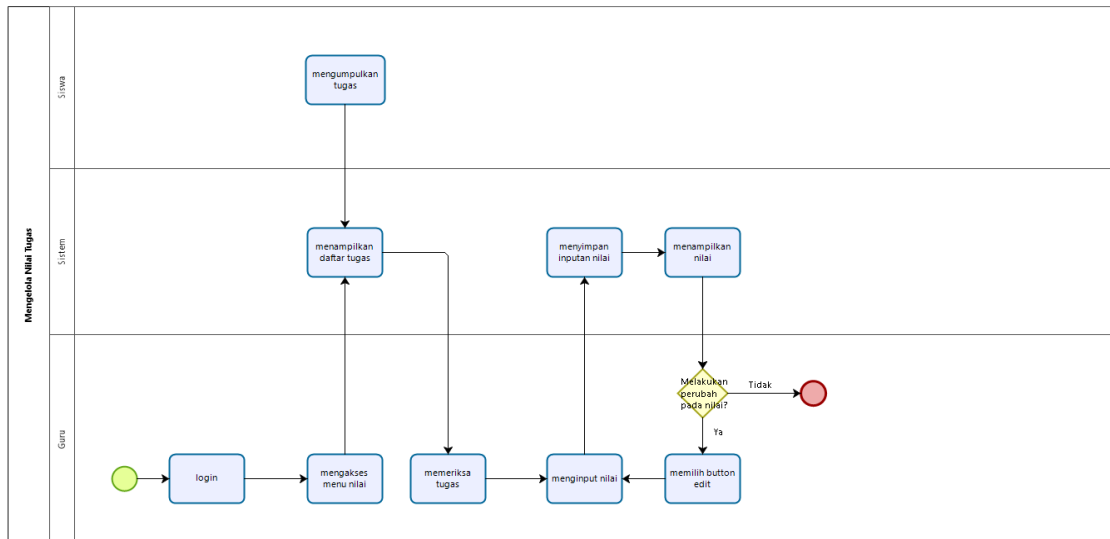 Mengelola Nilai Tugas
Siswa
mengumpulkan
tugas
Sistem
menampilkan
daftar tugas
menyimpan
inputan nilai
menampilkan
nilai
Guru
Melakukan
perubah
pada nilai?
Tidak
Ya
login
mengakses
menu nilai
memeriksa
tugas
menginput nilai
memilih button
edit